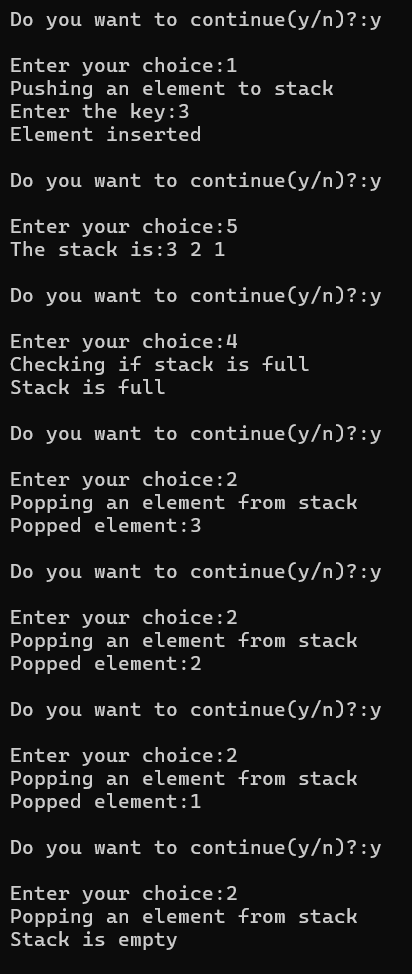 Do you want to continue(y/n)?:y
Enter your choice:1
Pushing an element to stack
Enter the key:3
Element inserted
Do you want to continue(y/n)?:y
Enter your choice:5
The stack is:3 2 1
Do you want to continue(y/n)?:y
Enter your choice:4
Checking if stack is full
Stack is full
Do you want to continue(y/n)?:y
Enter your choice:2
Popping an element from stack
Popped element:3
Do you want to continue(y/n)?:y
Enter your choice:2
Popping an element from stack
Popped element:2
Do you want to continue(y/n)?:y
Enter your choice:2
Popping an element from stack
Popped element:1
Do you want to continue(y/n)?:y
Enter your choice:2
Popping an element from stack
Stack is empty